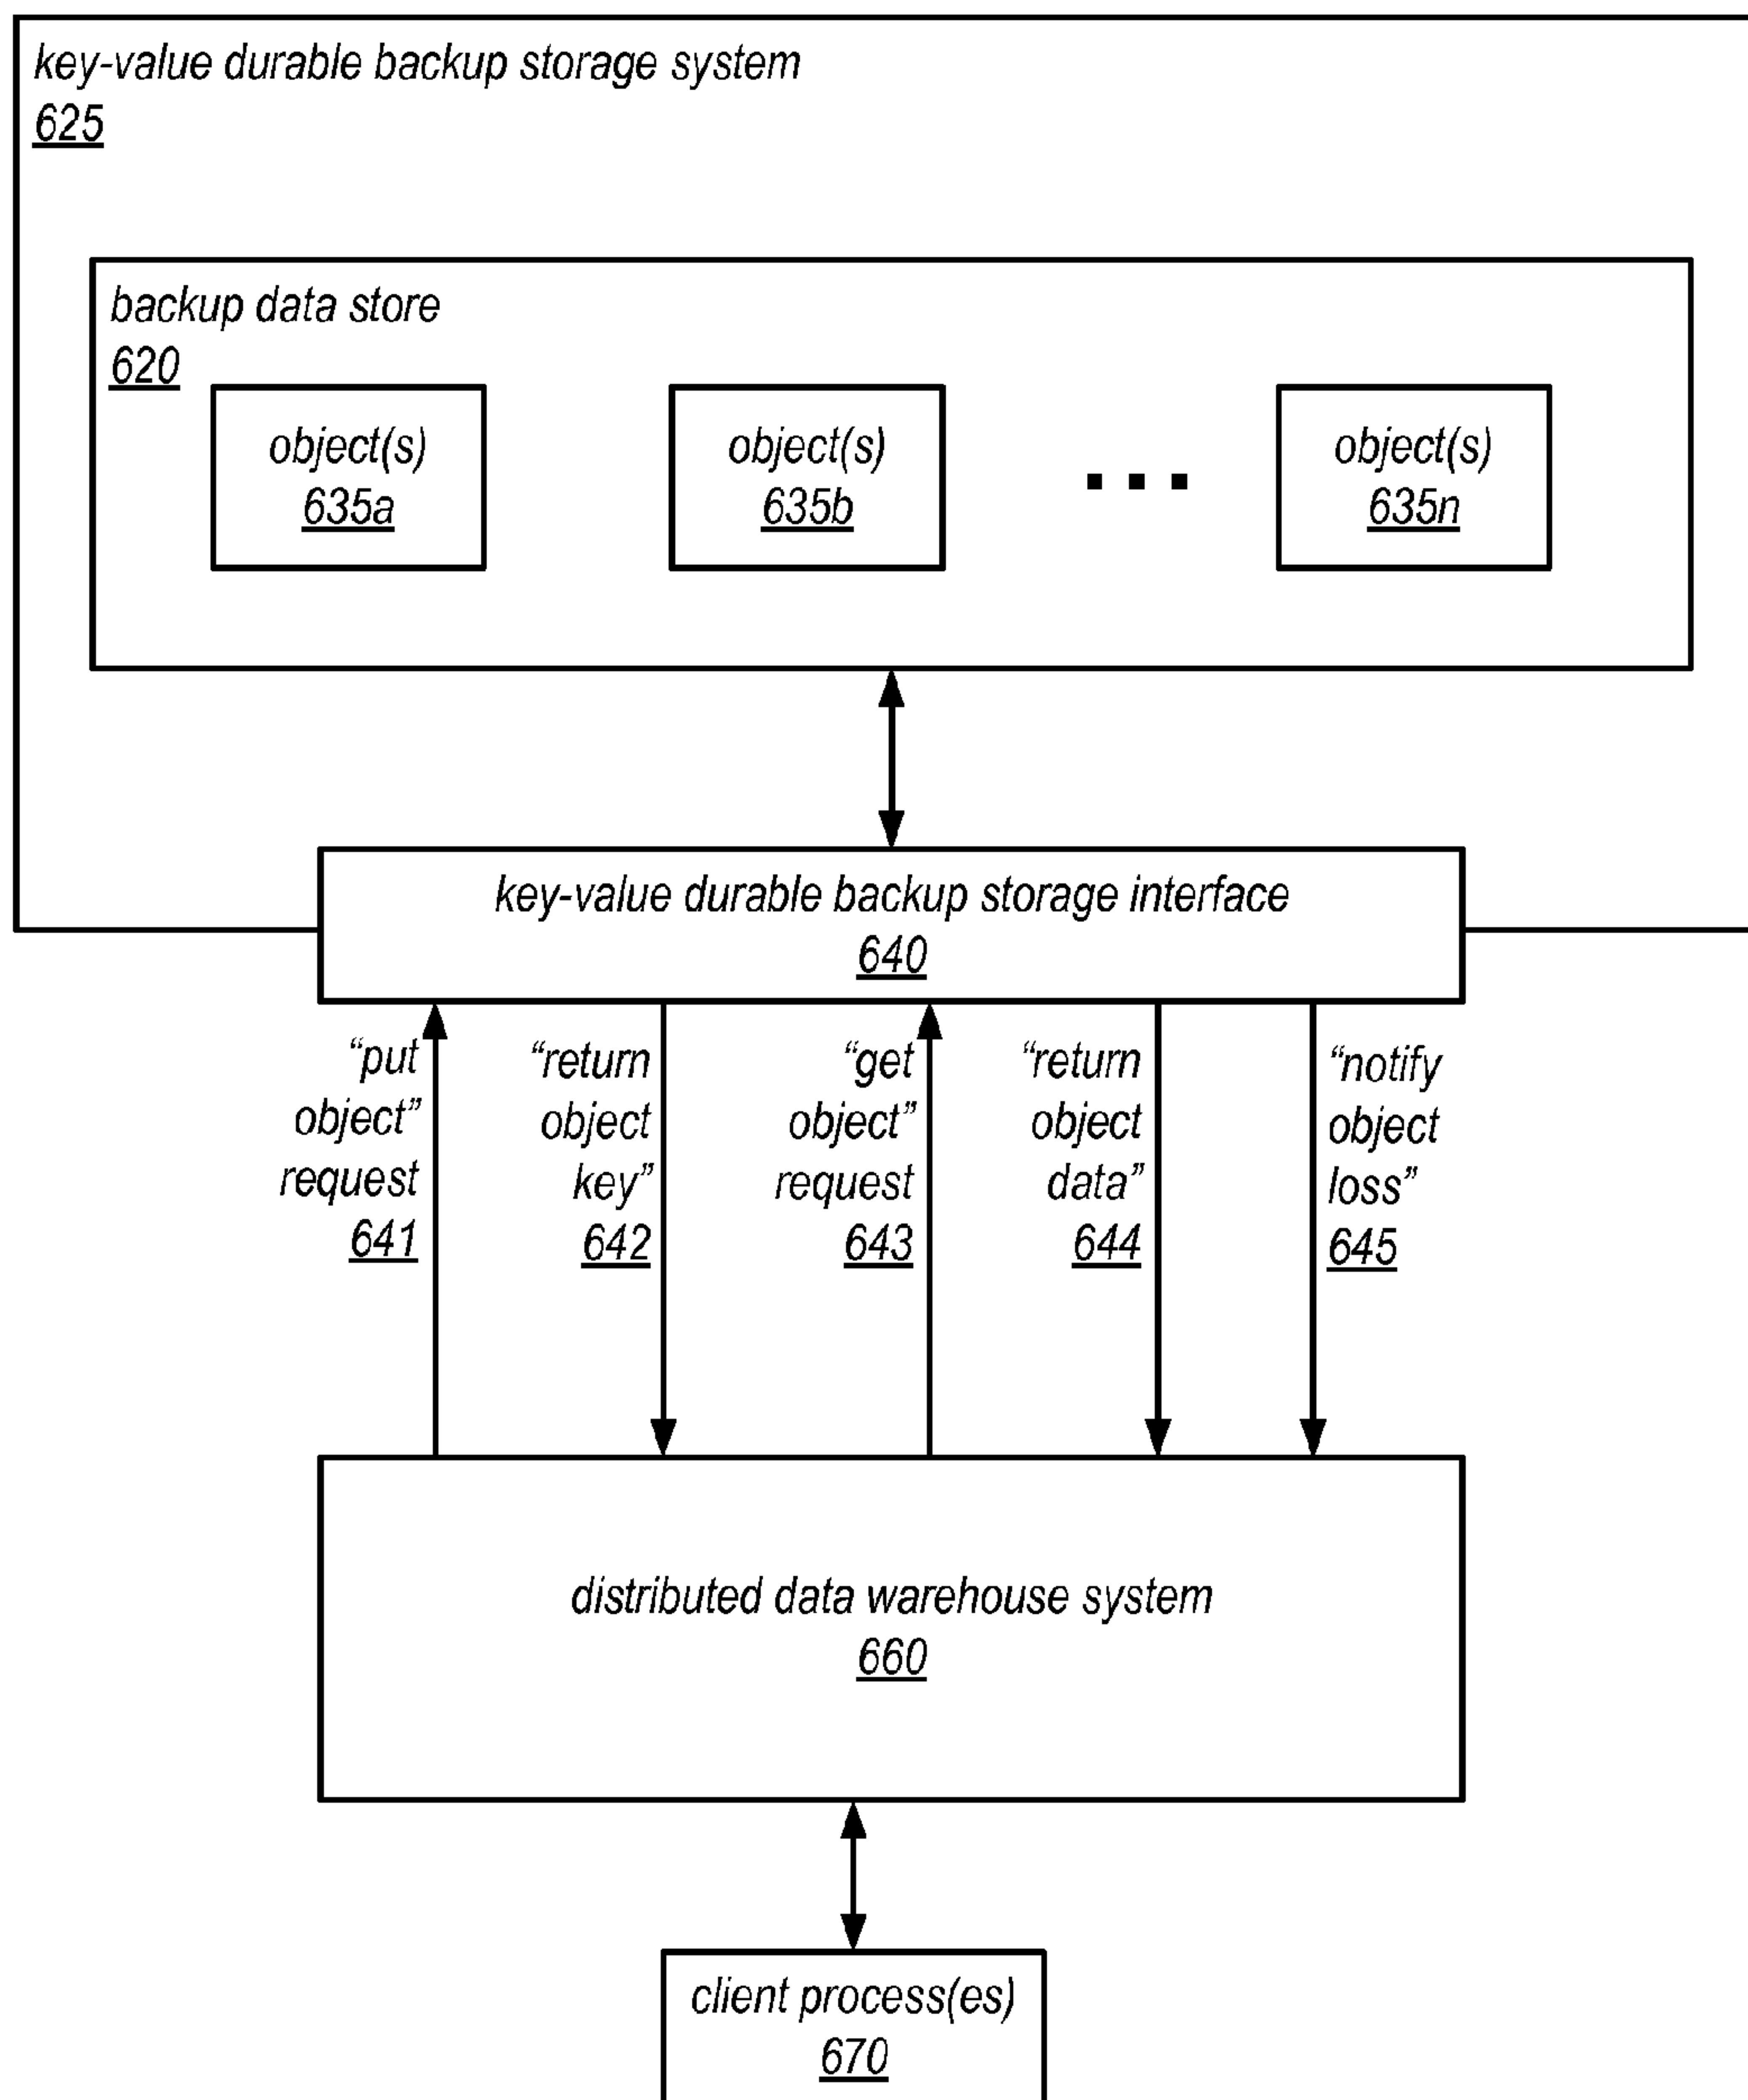 key-value durable backup storage system
625
backup data store
620
object(s)
635a
object(s)
635b
object(s)
635n
key-value durable backup storage interface
640
“put
object”
request
641
“return
object
key”
642
“get
object”
request
643
“return
object
data”
644
“notify
object
loss”
645
distributed data warehouse system
660
client process(es)
670